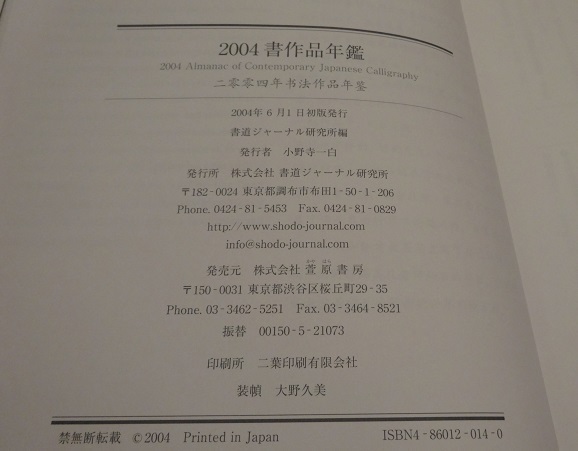 2004 書作品年鑑
2004 Almanac of Contemporary Japanese Calligraphy
二零零四年书法作品年鉴
2004年 6 月1 日初版発行
書道ジャーナル研究所編
発行者 小野寺一白
発行所 株式会社 書道ジャーナル研究所
〒182-0024 東京都調布市布田1-50-1-206
Phone. 0424-81-5453 Fax. 0424-81-0829
http://www.shodo-journal.com
info@shodo-journal.com
発売元 株式会社 萱原書房
〒150-0031 東京都渋谷区桜丘町29-35
Phone. 03-3462-5251 Fax. 03-3464-8521
振替 00150-5-21073
印刷所 二葉印刷有限会社
装幀 大野久美
禁無断転載 ©2004 Printed in Japan ISBN4-86012-014-0